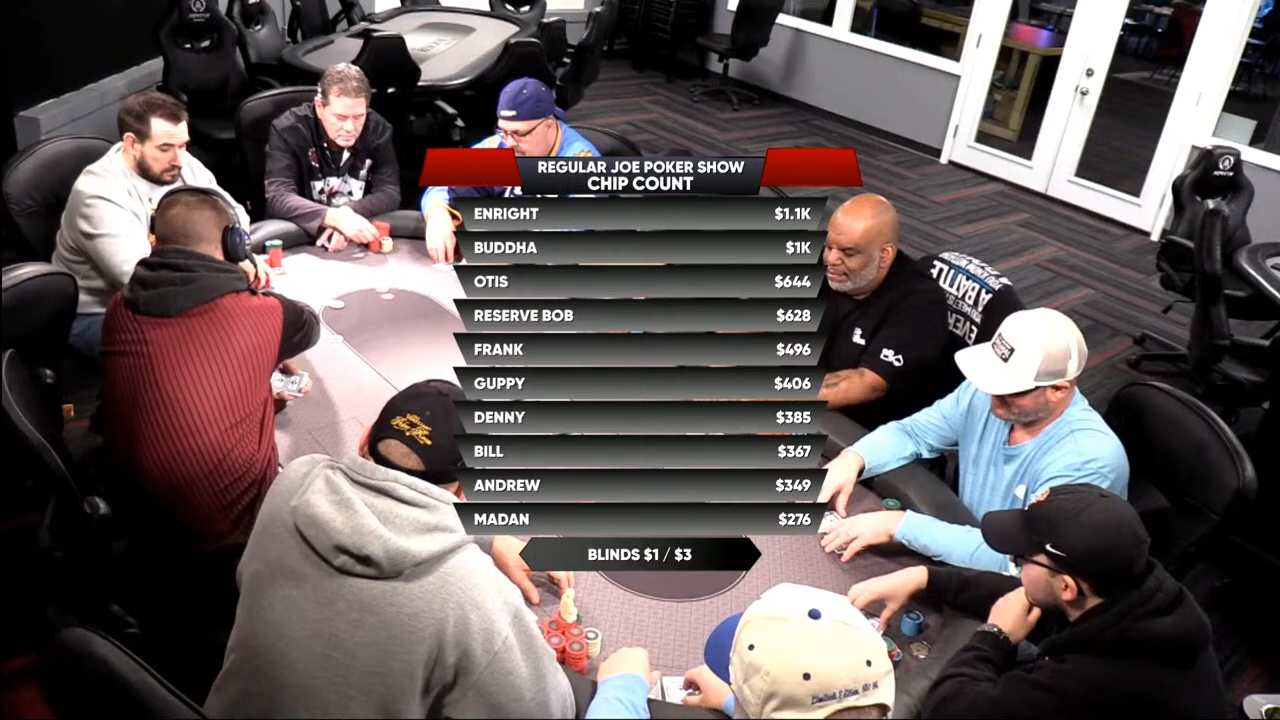 REGULAR JOE POKER SHOW
CHIP COUNT
ENRIGHT $1.1K
BUDDHA $1K
OTIS $644
RESERVE BOB $628
FRANK $496
GUPPY $406
DENNY $385
BILL $367
ANDREW $349
MADAN $276
BLINDS $1 / $3
A BATTLE